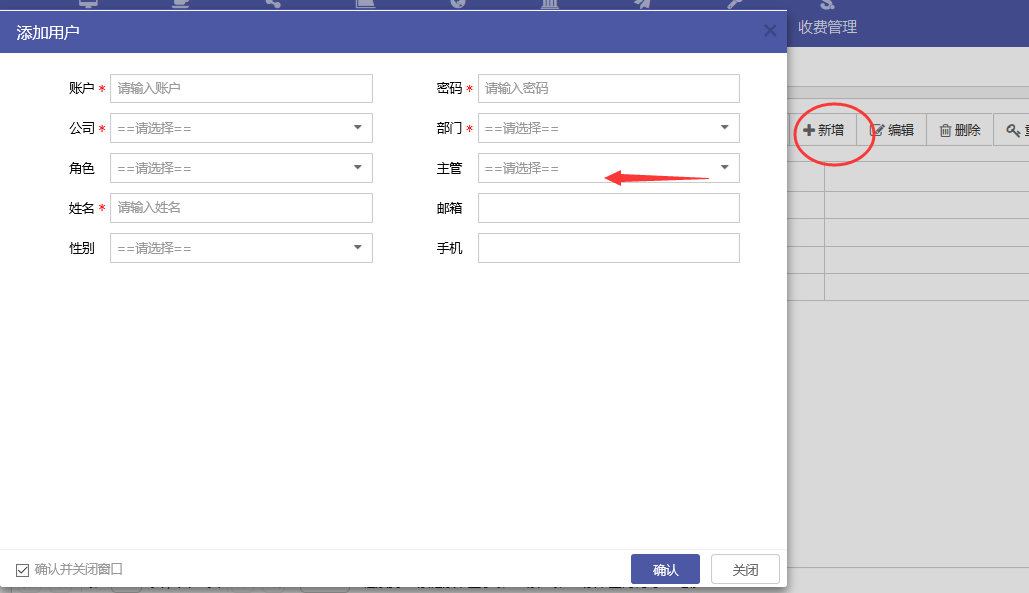 添加用户
收费管理
账户 * 请输入账户
密码 * 请输入密码
公司 * ==请选择==
部门 * ==请选择==
新增 编辑 删除
角色 ==请选择==
主管 ==请选择==
姓名 * 请输入姓名
邮箱
性别 ==请选择==
手机
确认并关闭窗口
确认 关闭